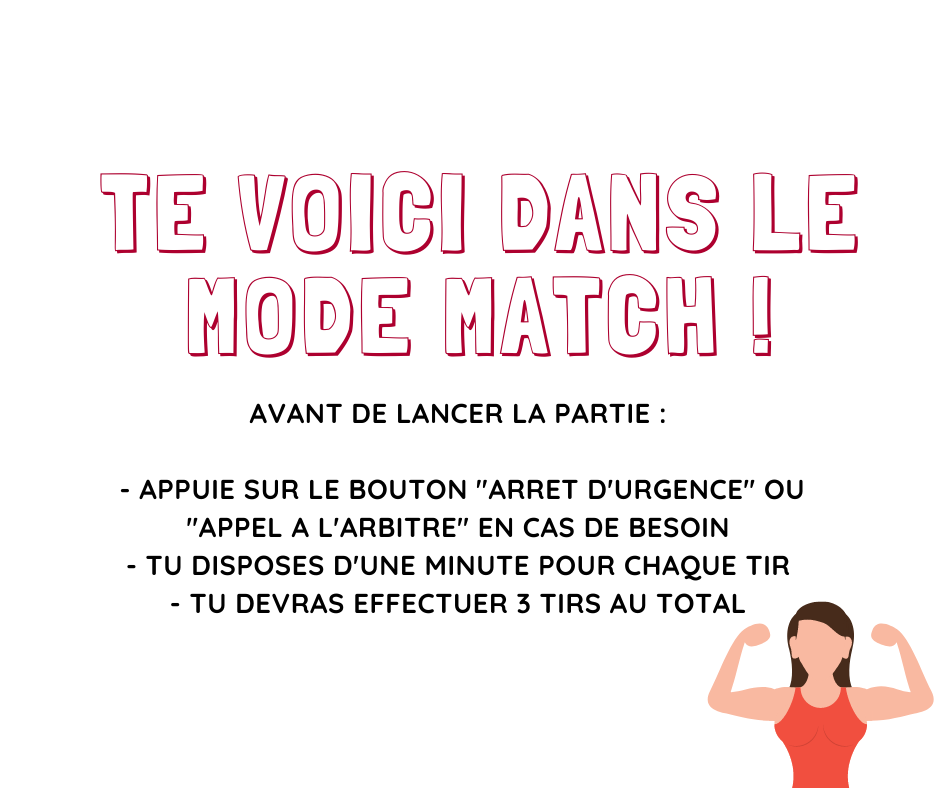 TE VOICI DANS LE
MODE MATCH !
AVANT DE LANCER LA PARTIE :
- APPUIE SUR LE BOUTON "ARRET D'URGENCE" OU
"APPEL A L'ARBITRE" EN CAS DE BESOIN
- TU DISPOSES D'UNE MINUTE POUR CHAQUE TIR
- TU DEVRAS EFFECTUER 3 TIRS AU TOTAL